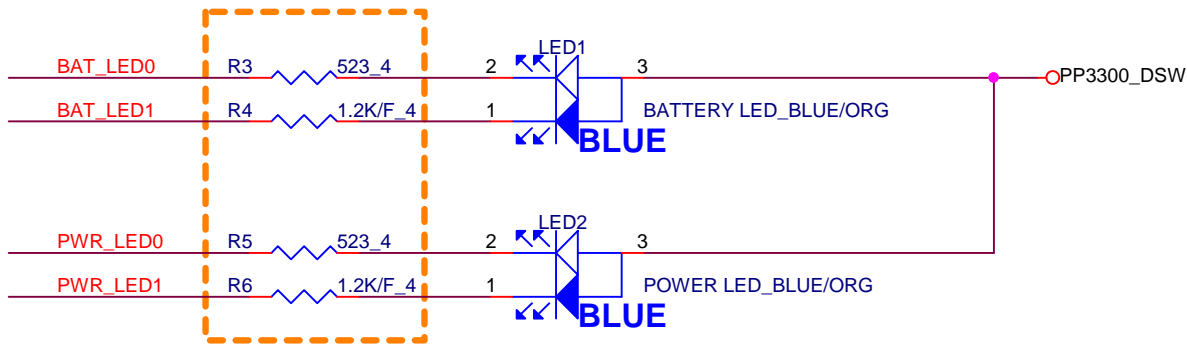 LED1
BAT_LED0 R3 523_4 2 3 PP3300_DSW
BAT_LED1 R4 1.2K/F_4 1 BATTERY LED_BLUE/ORG
BLUE
LED2
PWR_LED0 R5 523_4 2 3
PWR_LED1 R6 1.2K/F_4 1 POWER LED_BLUE/ORG
BLUE